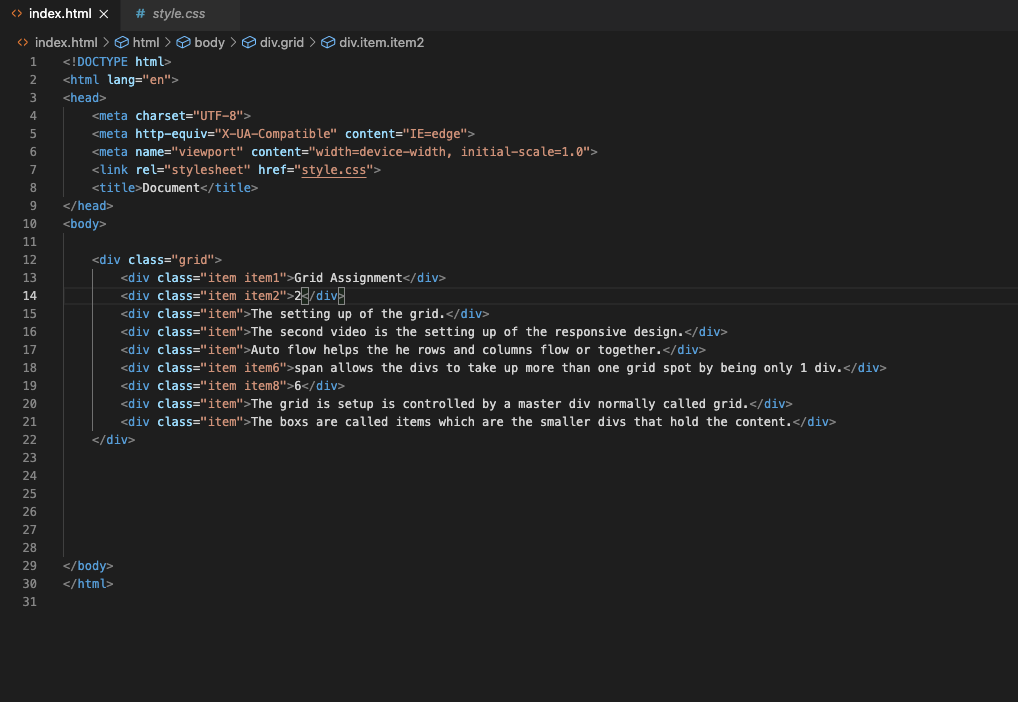 index.html
style.css
index.html > html > body > div.grid > div.item.item2
1 <!DOCTYPE html>
2 <html lang="en">
3 <head>
4     <meta charset="UTF-8">
5     <meta http-equiv="X-UA-Compatible" content="IE=edge">
6     <meta name="viewport" content="width=device-width, initial-scale=1.0">
7     <link rel="stylesheet" href="style.css">
8     <title>Document</title>
9 </head>
10 <body>
11
12     <div class="grid">
13         <div class="item item1">Grid Assignment</div>
14         <div class="item item2">2</div>
15         <div class="item">The setting up of the grid.</div>
16         <div class="item">The second video is the setting up of the responsive design.</div>
17         <div class="item">Auto flow helps the he rows and columns flow or together.</div>
18         <div class="item item6">span allows the divs to take up more than one grid spot by being only 1 div.</div>
19         <div class="item item8">6</div>
20         <div class="item">The grid is setup is controlled by a master div normally called grid.</div>
21         <div class="item">The boxs are called items which are the smaller divs that hold the content.</div>
22     </div>
23
24
25
26
27
28
29 </body>
30 </html>
31